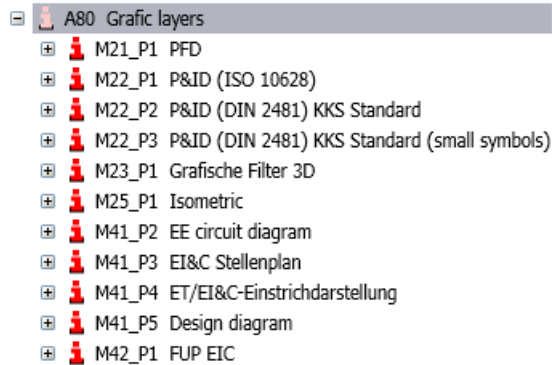 A80 Grafic layers
M21_P1 PFD
M22_P1 P&ID (ISO 10628)
M22_P2 P&ID (DIN 2481) KKS Standard
M22_P3 P&ID (DIN 2481) KKS Standard (small symbols)
M23_P1 Grafische Filter 3D
M25_P1 Isometric
M41_P2 EE circuit diagram
M41_P3 EI&C Stellenplan
M41_P4 ET/EI&C-Einstrichdarstellung
M41_P5 Design diagram
M42_P1 FUP EIC